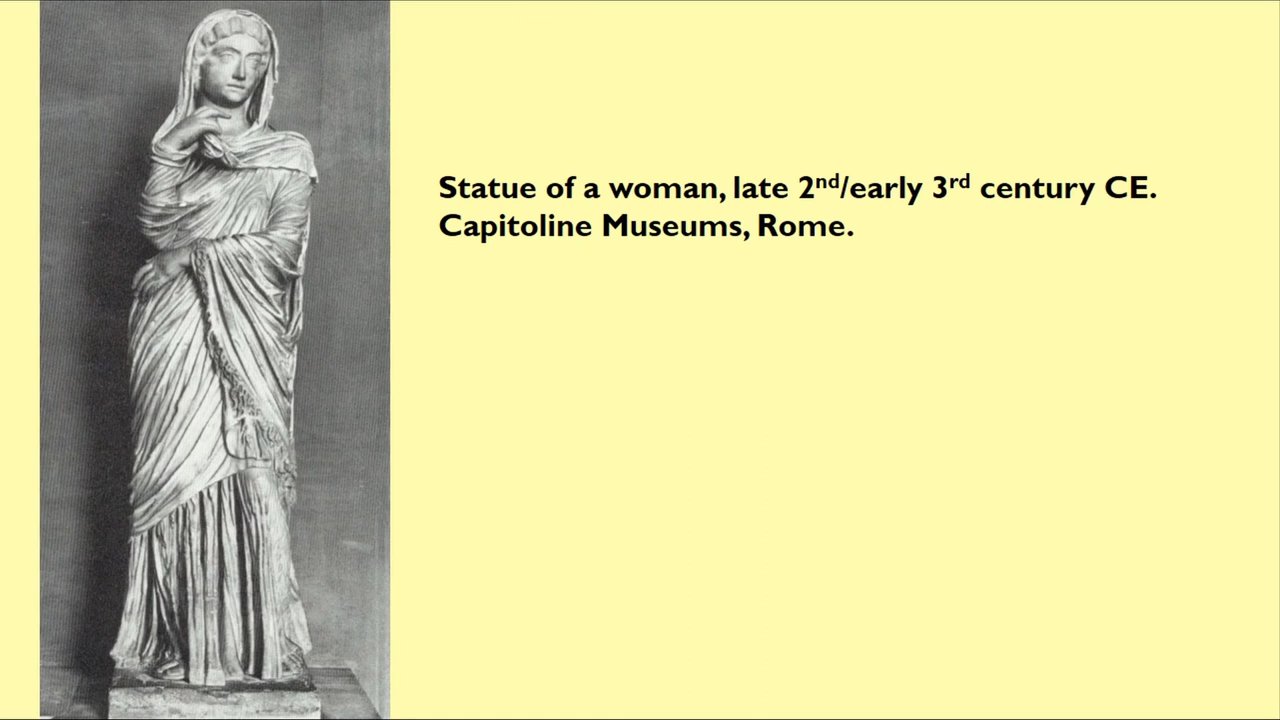 Statue of a woman, late 2nd/early 3rd century CE.
Capitoline Museums, Rome.